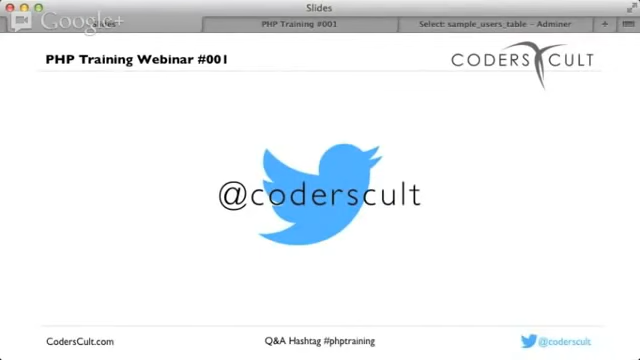 Slides
Google+
Slides
PHP Training #001
Select: sample_users_table – Adminer
PHP Training Webinar #001
CODERS CULT
@coderscult
CodersCult.com
Q&A Hashtag #phptraining
@coderscult